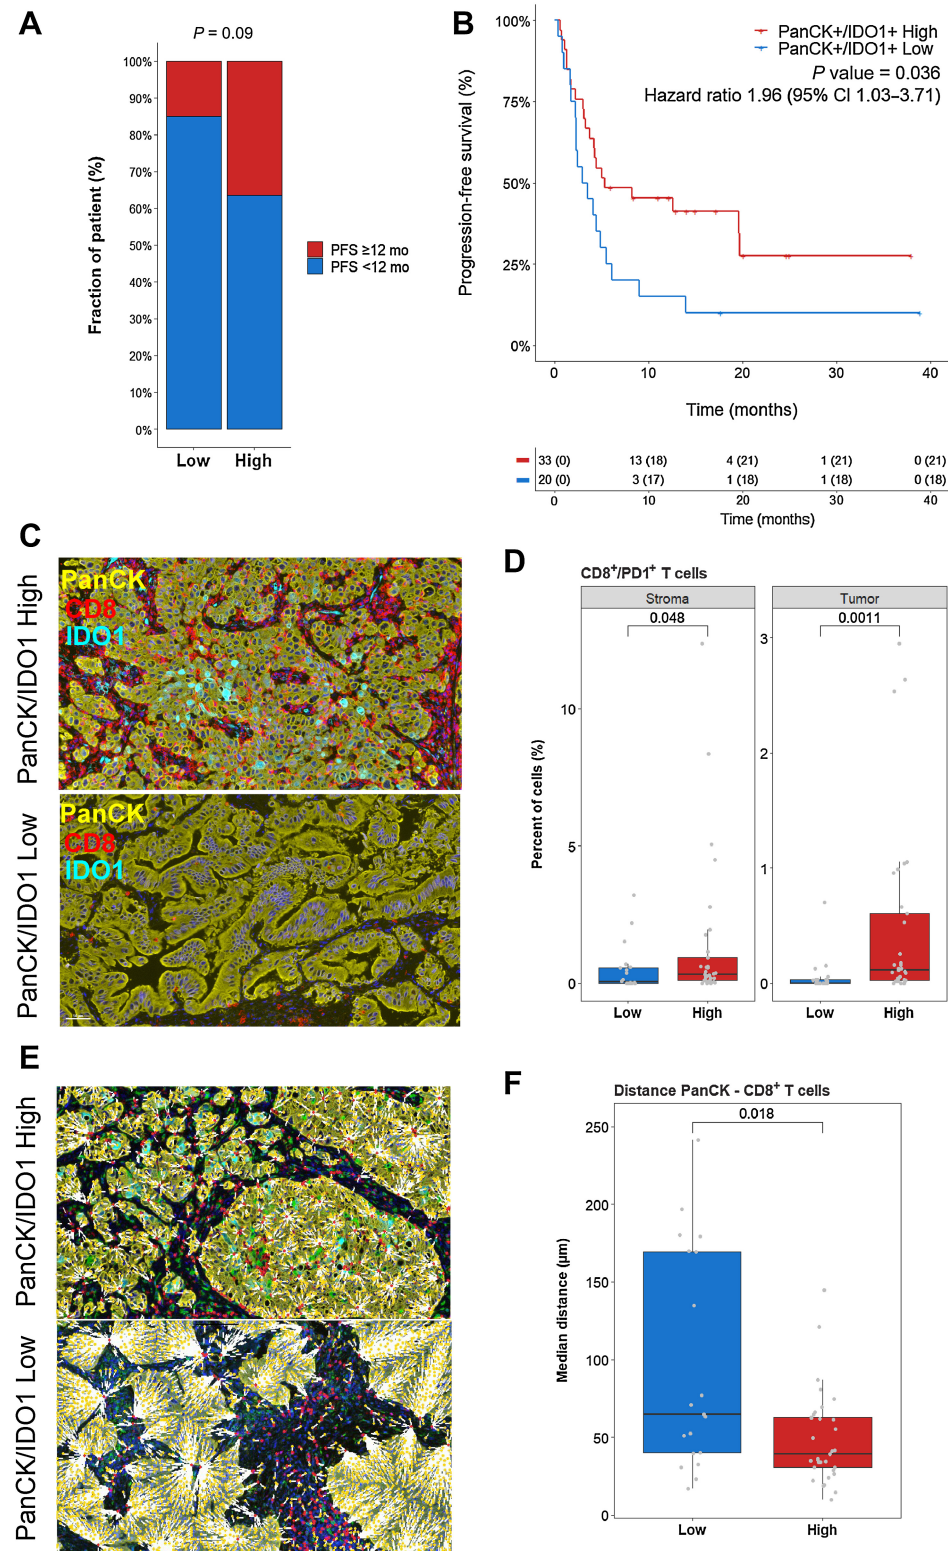 A
P = 0.09
100%
90%
80%
70%
60%
50%
40%
30%
20%
10%
0%
Fraction of patient (%)
Low
High
PFS ≥12 mo
PFS <12 mo
B
PanCK+/IDO1+ High
PanCK+/IDO1+ Low
P value = 0.036
Hazard ratio 1.96 (95% CI 1.03–3.71)
100%
75%
50%
25%
0%
Progression-free survival (%)
0
10
20
30
40
Time (months)
33 (0)
13 (18)
4 (21)
1 (21)
0 (21)
20 (0)
3 (17)
1 (18)
1 (18)
0 (18)
0
10
20
30
40
Time (months)
C
PanCK/IDO1 High
PanCK
CD8
IDO1
PanCK/IDO1 Low
PanCK
CD8
IDO1
D
CD8+/PD1+ T cells
Stroma
Tumor
0.048
0.0011
10
5
0
3
2
1
0
Percent of cells (%)
Low
High
Low
High
E
PanCK/IDO1 High
PanCK/IDO1 Low
F
Distance PanCK - CD8+ T cells
0.018
250
200
150
100
50
0
Median distance (µm)
Low
High